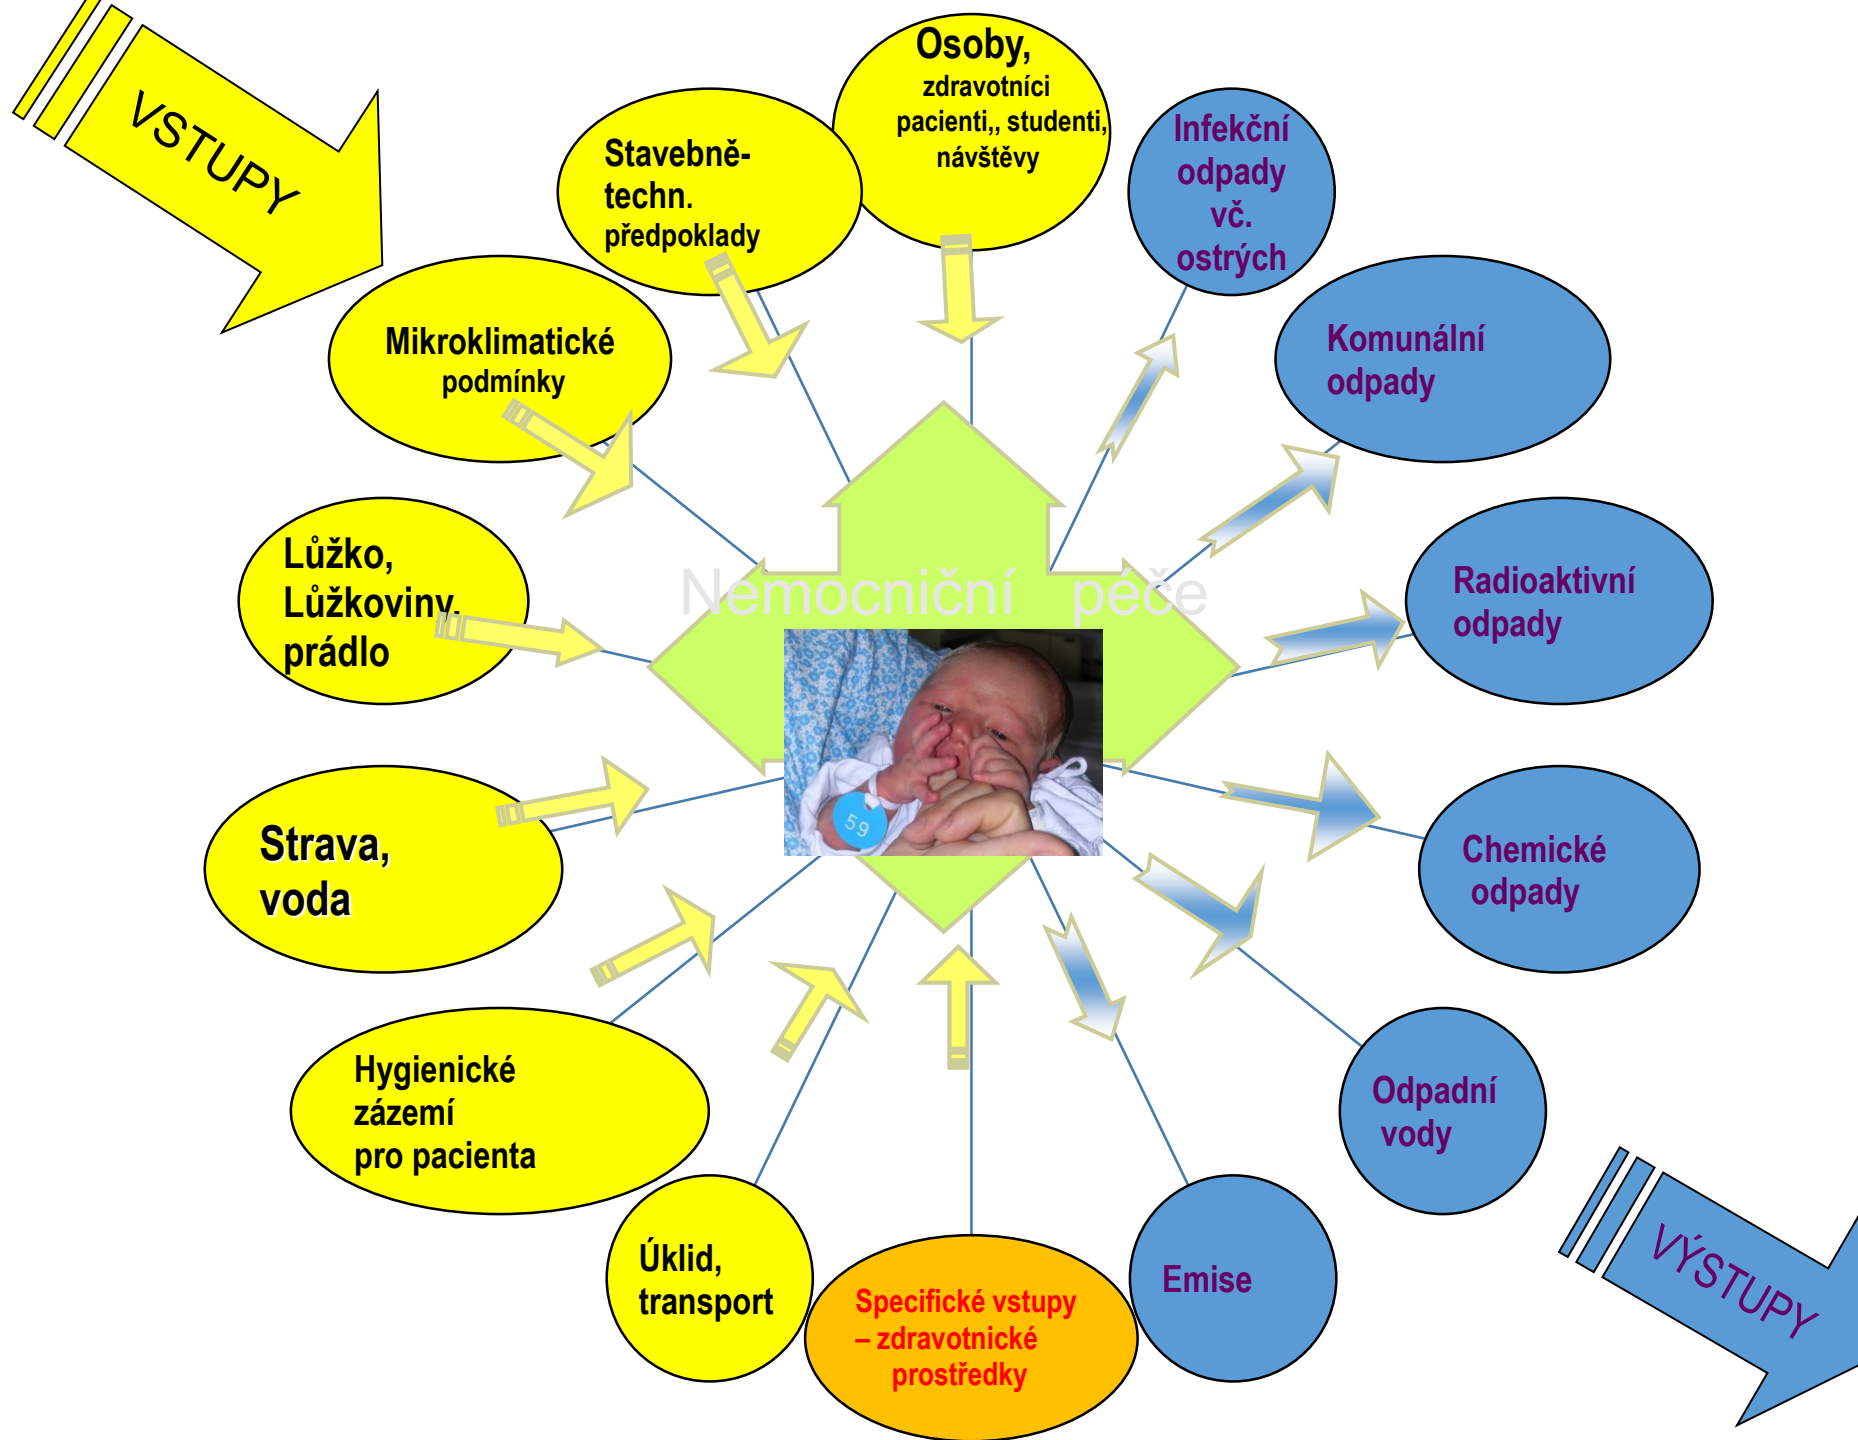 VSTUPY
Osoby,
zdravotníci
pacienti,, studenti,
návštěvy
Stavebně-
techn.
předpoklady
Mikroklimatické
podmínky
Lůžko,
Lůžkoviny,
prádlo
Strava,
voda
Hygienické
zázemí
pro pacienta
Úklid,
transport
Specifické vstupy
– zdravotnické
prostředky
Nemocniční péče
59
Infekční
odpady
vč.
ostrých
Komunální
odpady
Radioaktivní
odpady
Chemické
odpady
Odpadní
vody
Emise
VÝSTUPY